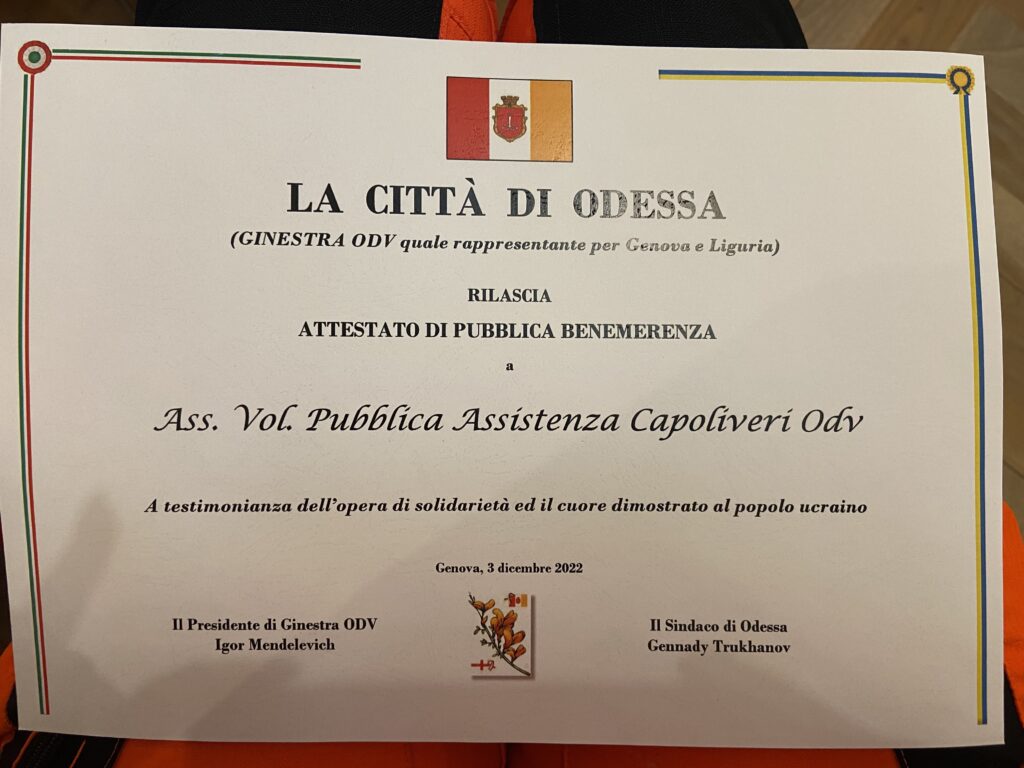 LA CITTÀ DI ODESSA
(GINESTRA ODV quale rappresentante per Genova e Liguria)
RILASCIA
ATTESTATO DI PUBBLICA BENEMERENZA
a
Ass. Vol. Pubblica Assistenza Capoliveri Odv
A testimonianza dell'opera di solidarietà ed il cuore dimostrato al popolo ucraino
Genova, 3 dicembre 2022
Il Presidente di Ginestra ODV
Igor Mendelevich
Il Sindaco di Odessa
Gennady Trukhanov